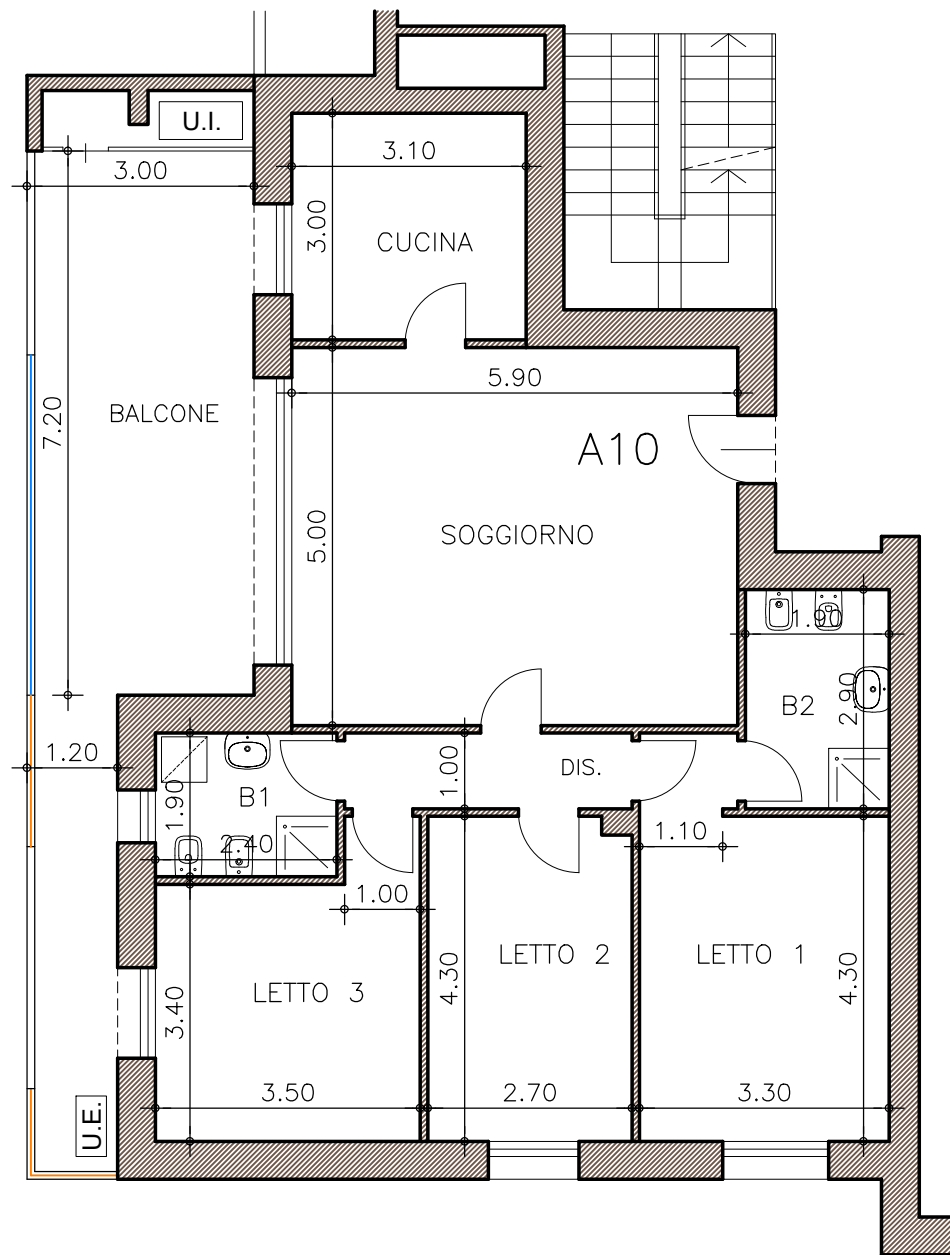 U.I.
3.10
3.00
3.00
CUCINA
5.90
BALCONE
7.20
A10
5.00
SOGGIORNO
1.90
B2
2.90
1.20
DIS.
1.00
B1
1.90
2.40
1.10
1.00
LETTO 2
LETTO 1
4.30
4.30
LETTO 3
3.40
3.50
2.70
3.30
U.E.